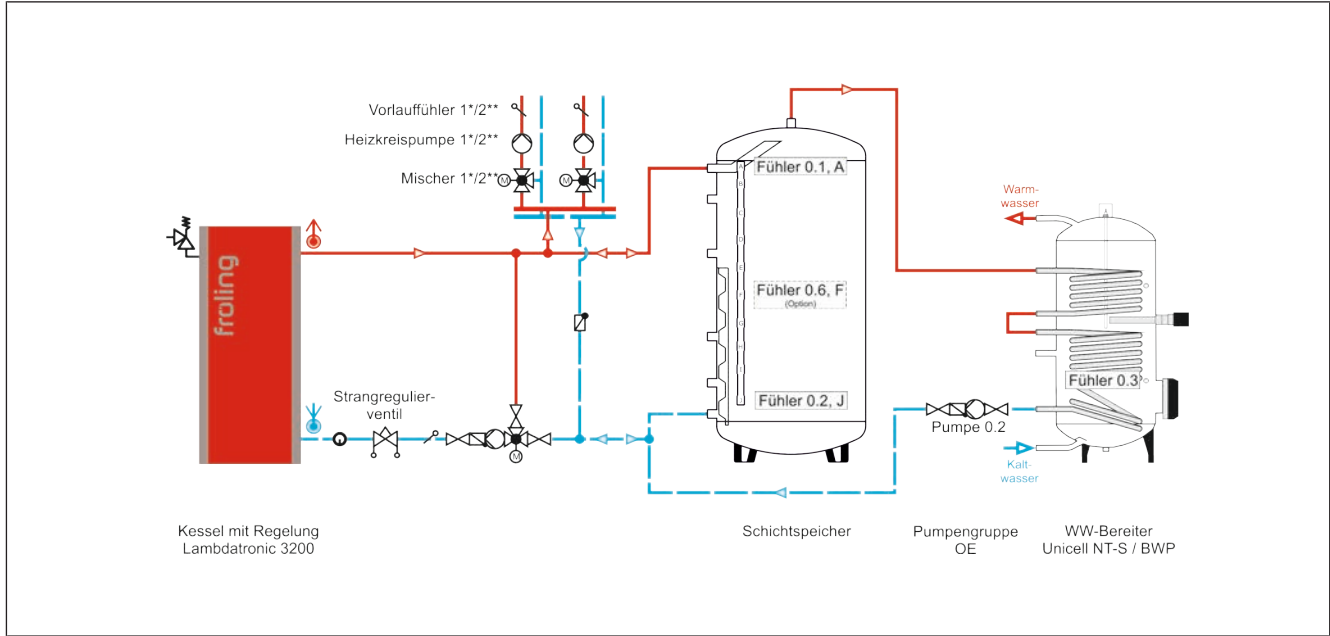 Vorlauffühler 1*/2**
Heizkreispumpe 1*/2**
Mischer 1*/2**
M
M
fröling
Strangregulier-
ventil
M
Fühler 0.1, A
A
B
C
D
E
Fühler 0.6, F
(Option)
F
G
H
I
Fühler 0.2, J
Warm-
wasser
Fühler 0.3
Pumpe 0.2
Kalt-
wasser
Kessel mit Regelung
Lambdatronic 3200
Schichtspeicher
Pumpengruppe
OE
WW-Bereiter
Unicell NT-S / BWP